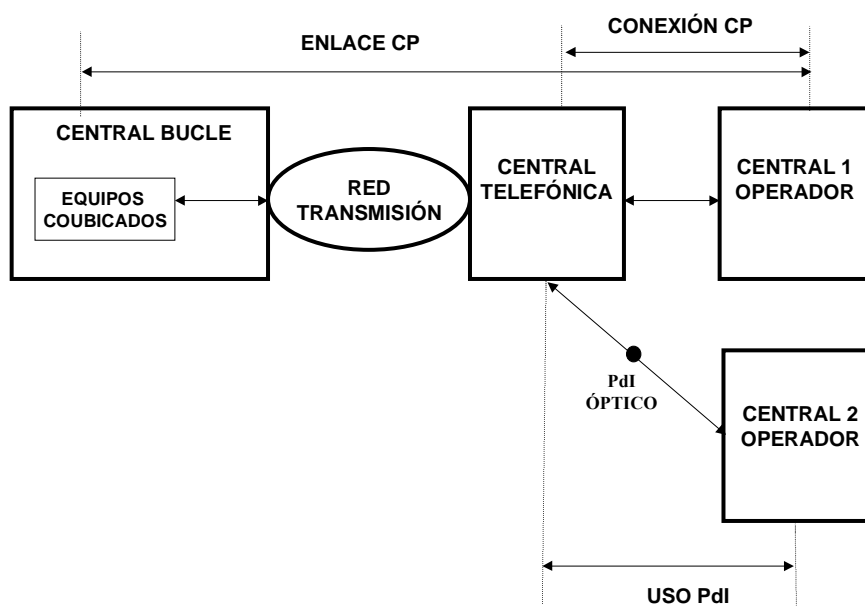 CONEXIÓN CP
ENLACE CP
CENTRAL BUCLE
EQUIPOS
COUBICADOS
RED
TRANSMISIÓN
CENTRAL
TELEFÓNICA
CENTRAL 1
OPERADOR
PdI
ÓPTICO
CENTRAL 2
OPERADOR
USO PdI